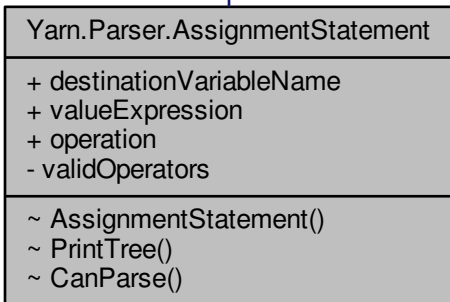 Yarn.Parser.AssignmentStatement
+ destinationVariableName
+ valueExpression
+ operation
- validOperators
~ AssignmentStatement()
~ PrintTree()
~ CanParse()